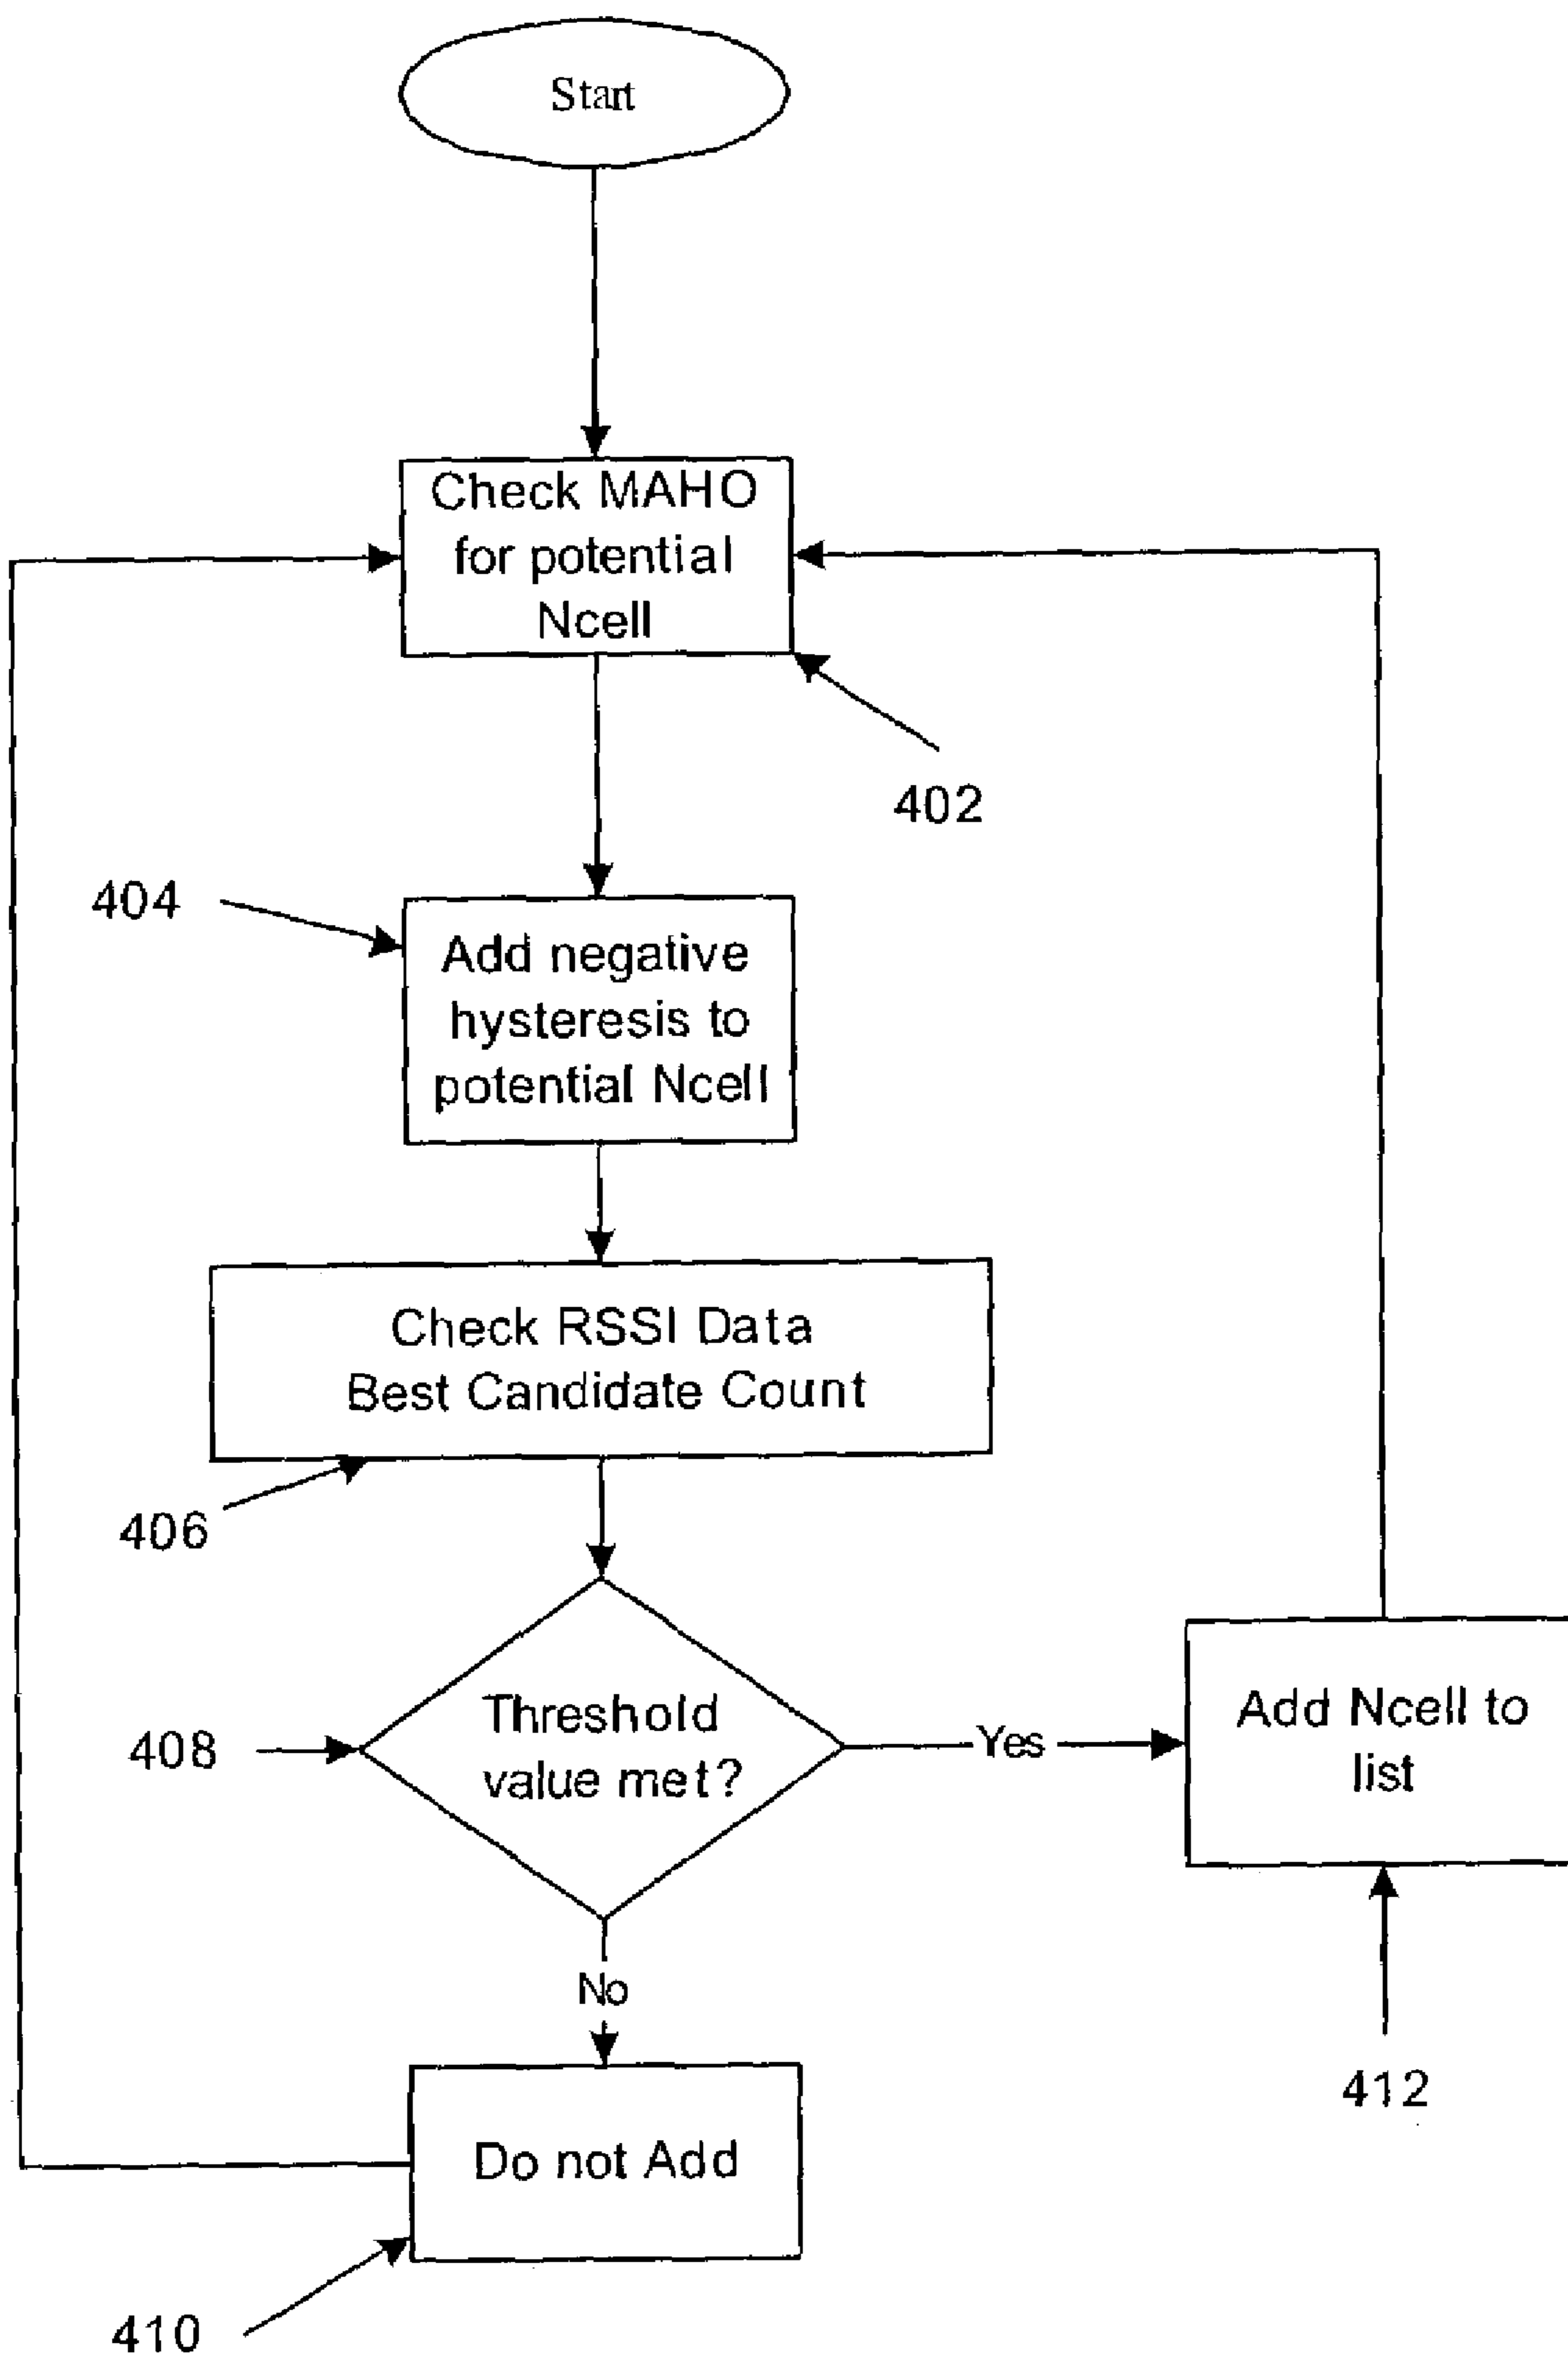 Start
Check MAHO
for potential
Ncell
402
404
Add negative
hysteresis to
potential Ncell
Check RSSI Data
Best Candidate Count
406
Threshold
value met?
408
Yes
Add Ncell to
list
No
412
Do not Add
410